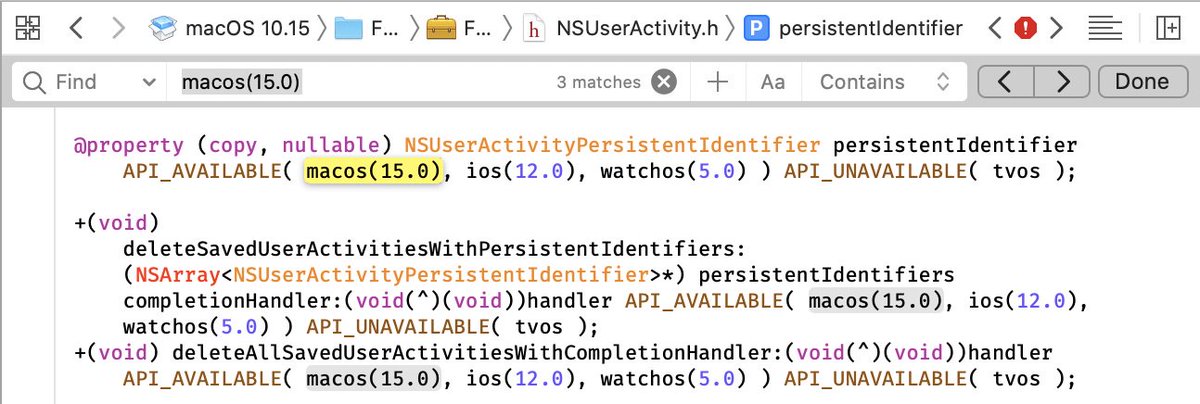 macOS 10.15 F... F... h NSUserActivity.h P persistentIdentifier
Find macos(15.0) 3 matches Aa Contains Done
@property (copy, nullable) NSUserActivityPersistentIdentifier persistentIdentifier
API_AVAILABLE( macos(15.0), ios(12.0), watchos(5.0) ) API_UNAVAILABLE( tvos );
+(void)
deleteSavedUserActivitiesWithPersistentIdentifiers:
(NSArray<NSUserActivityPersistentIdentifier>*) persistentIdentifiers
completionHandler:(void(^)(void))handler API_AVAILABLE( macos(15.0), ios(12.0),
watchos(5.0) ) API_UNAVAILABLE( tvos );
+(void) deleteAllSavedUserActivitiesWithCompletionHandler:(void(^)(void))handler
API_AVAILABLE( macos(15.0), ios(12.0), watchos(5.0) ) API_UNAVAILABLE( tvos );